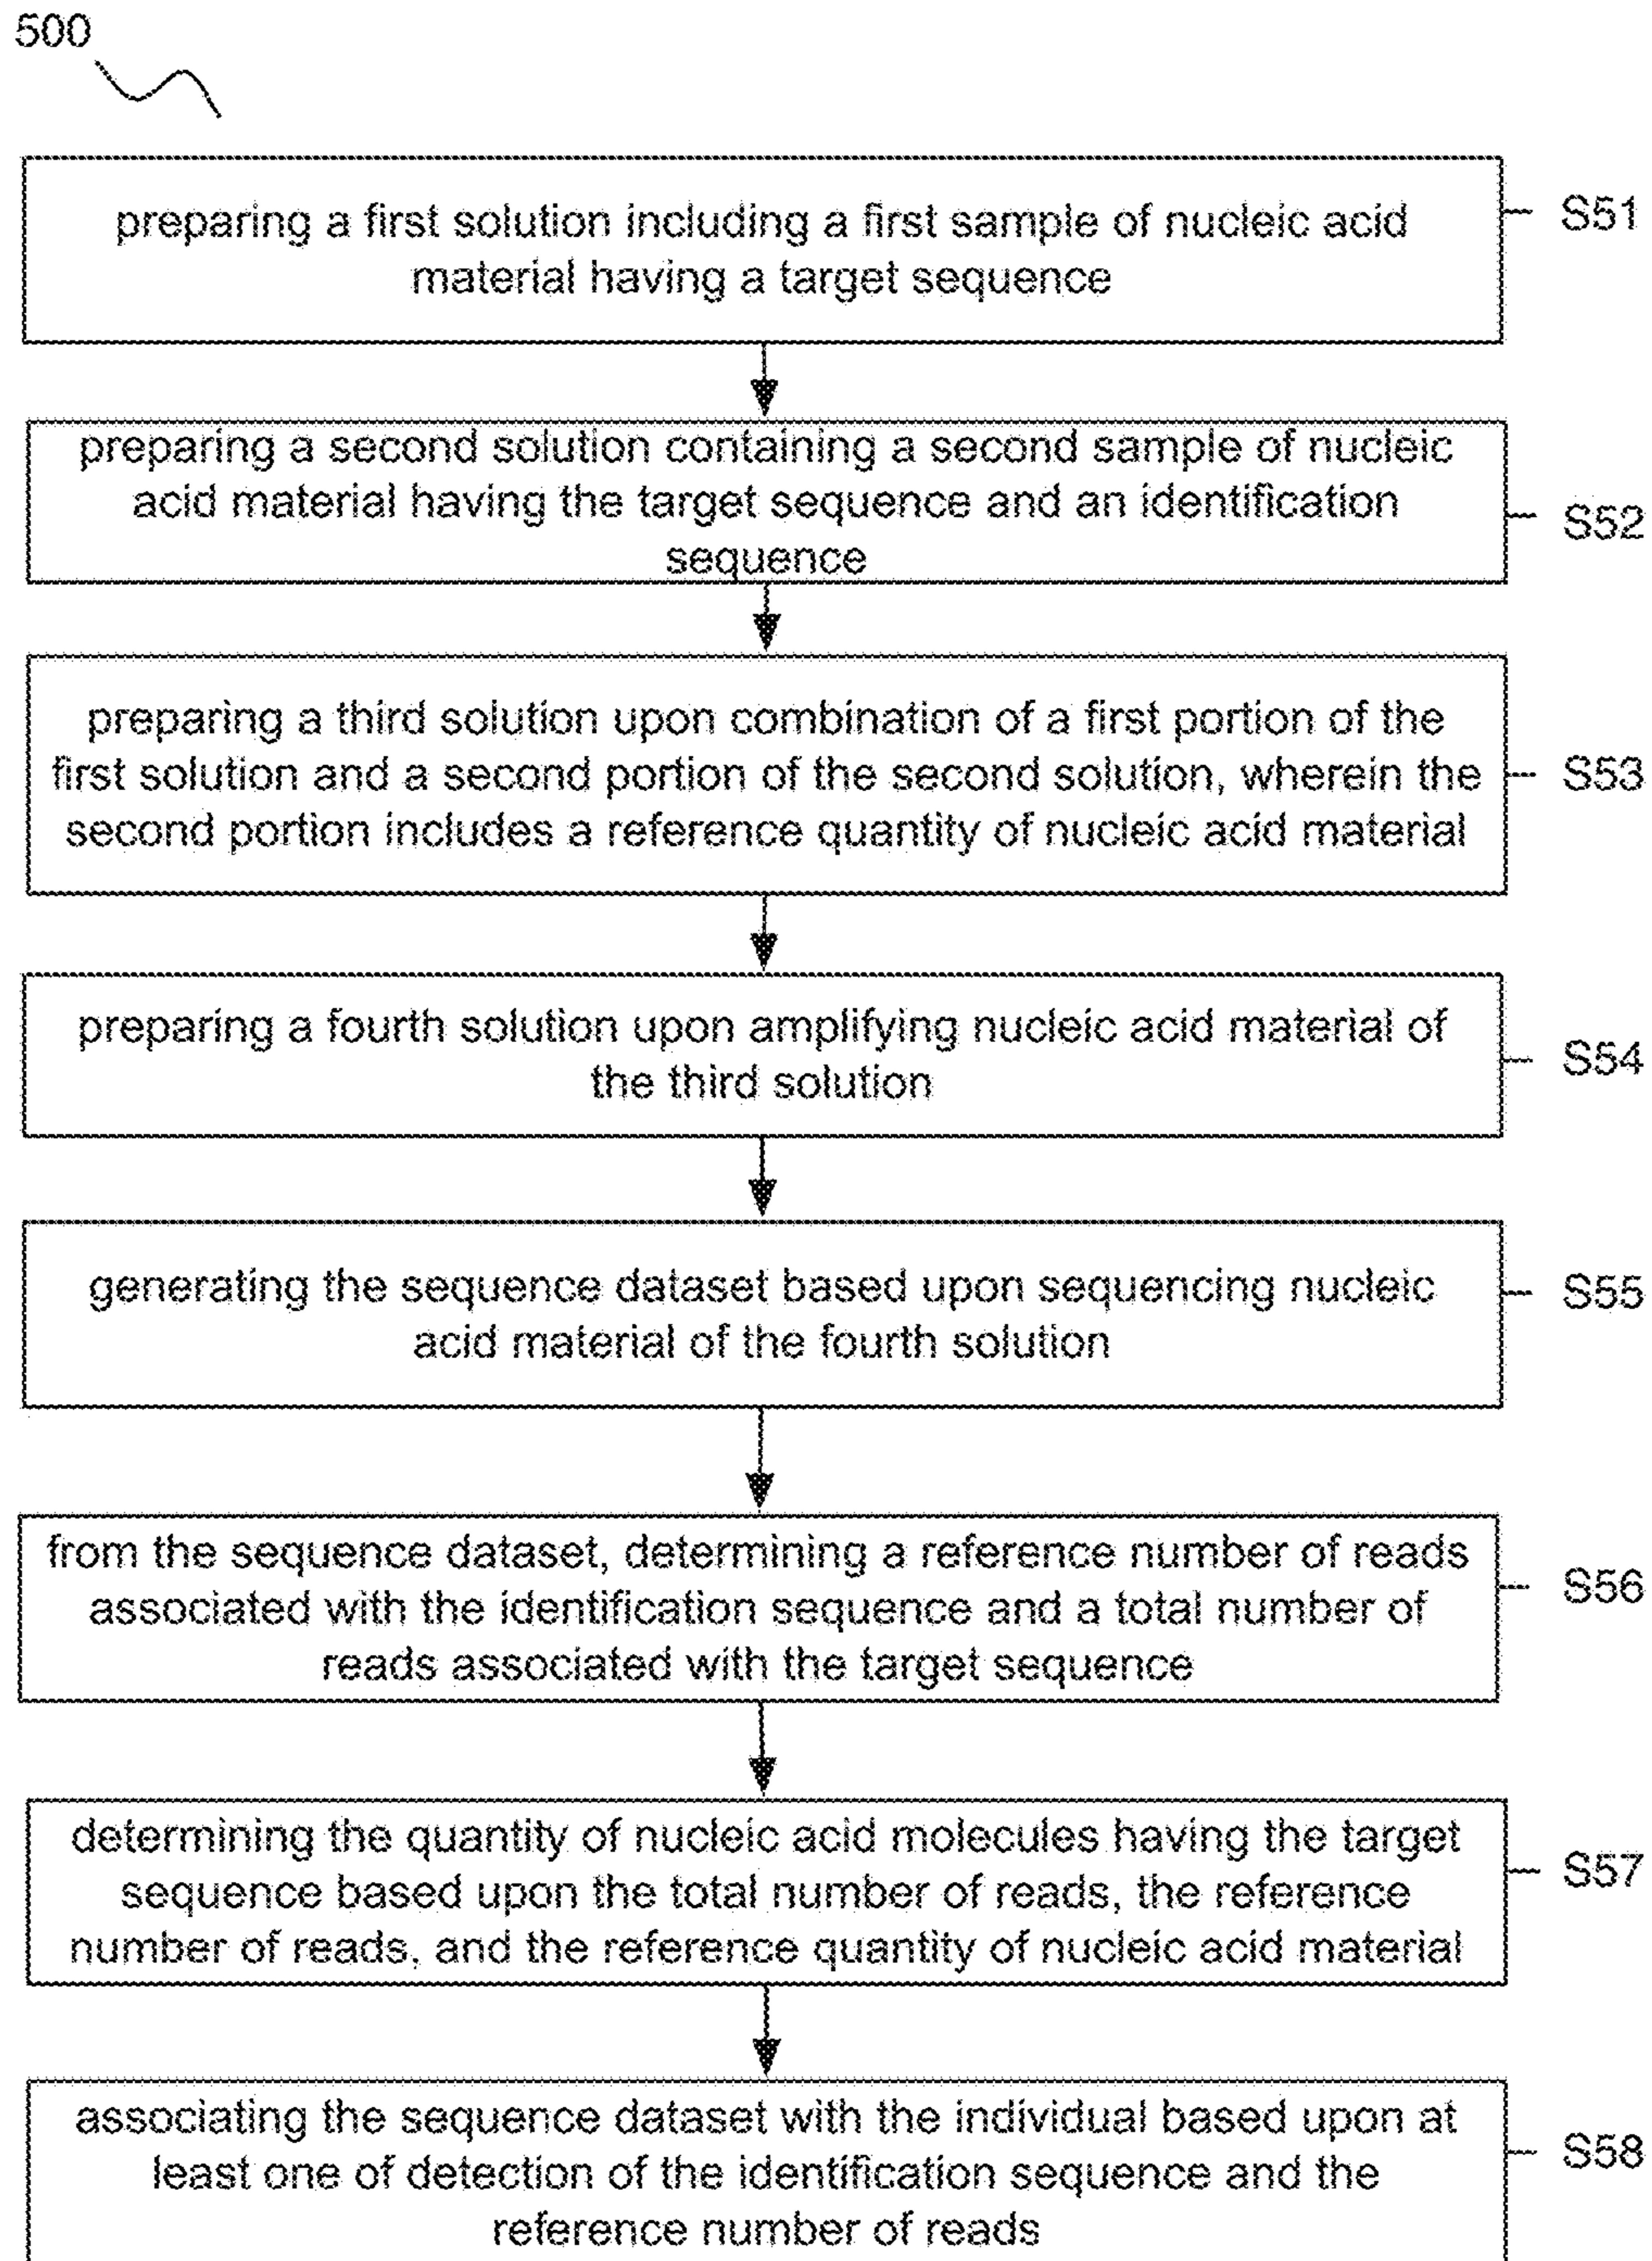 500
preparing a first solution including a first sample of nucleic acid
material having a target sequence
S51
preparing a second solution containing a second sample of nucleic
acid material having the target sequence and an identification
sequence
S52
preparing a third solution upon combination of a first portion of the
first solution and a second portion of the second solution, wherein the
second portion includes a reference quantity of nucleic acid material
S53
preparing a fourth solution upon amplifying nucleic acid material of
the third solution
S54
generating the sequence dataset based upon sequencing nucleic
acid material of the fourth solution
S55
from the sequence dataset, determining a reference number of reads
associated with the identification sequence and a total number of
reads associated with the target sequence
S56
determining the quantity of nucleic acid molecules having the target
sequence based upon the total number of reads, the reference
number of reads, and the reference quantity of nucleic acid material
S57
associating the sequence dataset with the individual based upon at
least one of detection of the identification sequence and the
reference number of reads
S58